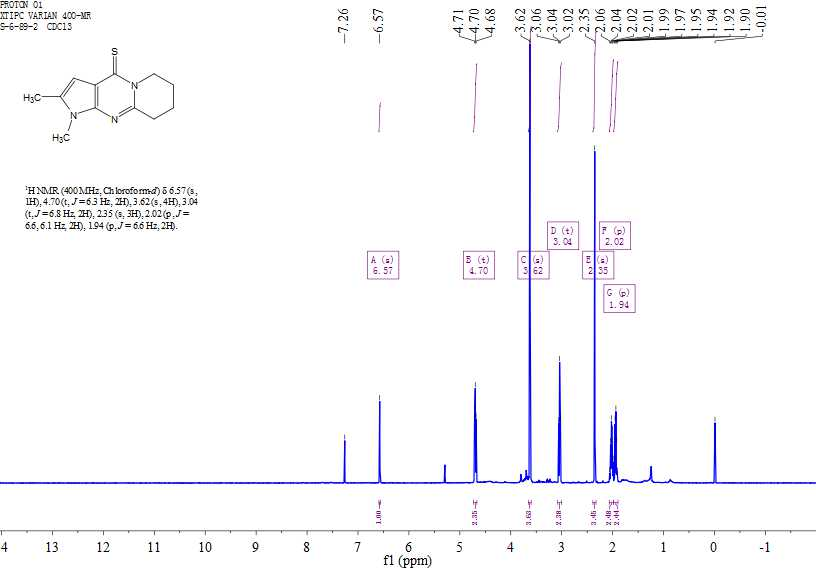 PROTON 01
XTIPC VARIAN 400-MR
S-6-89-2 CDCl3
7.26
6.57
4.71
4.70
4.68
3.62
3.06
3.04
3.02
2.35
2.06
2.04
2.02
2.01
1.99
1.97
1.95
1.94
1.92
1.90
-0.01
S
N
H₃C
N
N
H₃C
¹H NMR (400 MHz, Chloroform-d) δ 6.57 (s,
1H), 4.70 (t, J = 6.3 Hz, 2H), 3.62 (s, 4H), 3.04
(t, J = 6.8 Hz, 2H), 2.35 (s, 3H), 2.02 (p, J =
6.6, 6.1 Hz, 2H), 1.94 (p, J = 6.6 Hz, 2H).
D (t)
3.04
F (p)
2.02
A (s)
6.57
B (t)
4.70
C (s)
3.62
E (s)
2.35
G (p)
1.94
1.00
2.35
3.63
2.38
3.45
2.48
2.44
4 13 12 11 10 9 8 7 6 5 4 3 2 1 0 -1
f1 (ppm)